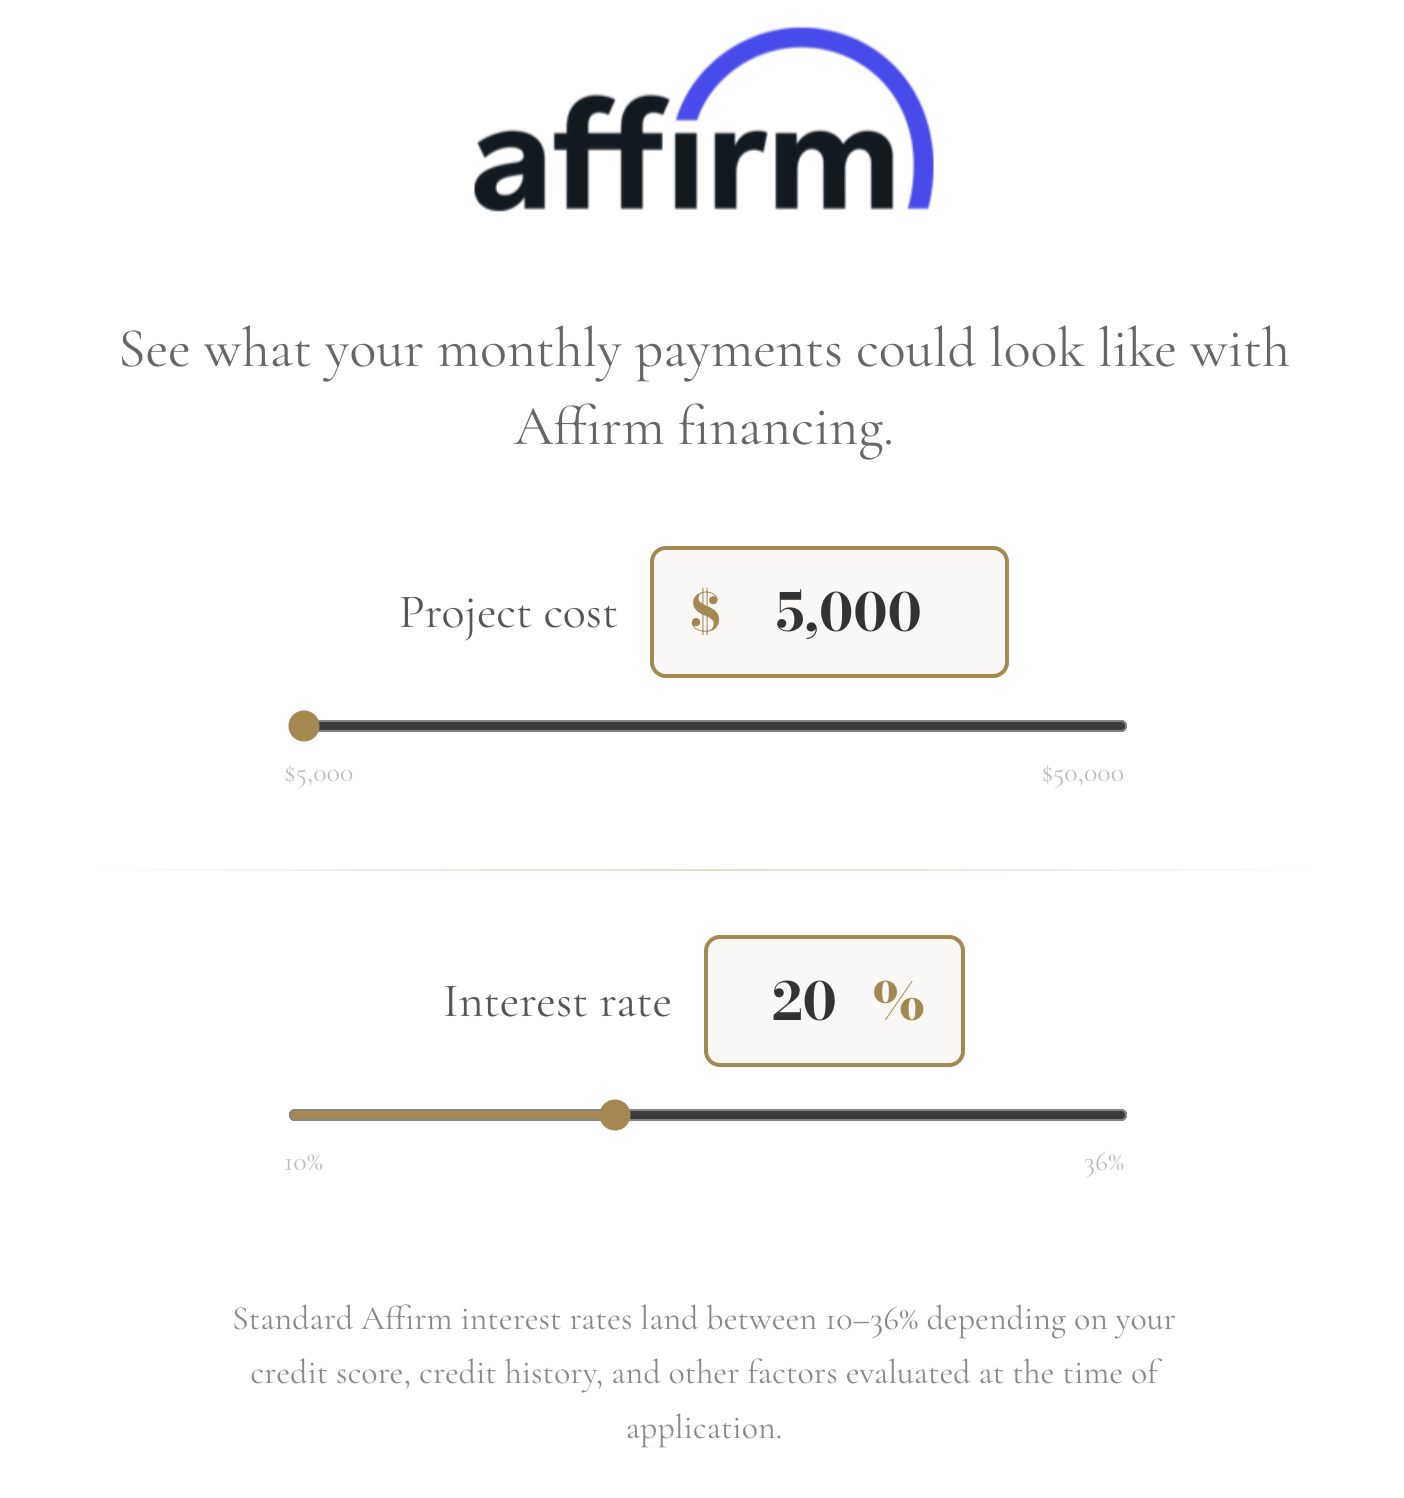 affirm
See what your monthly payments could look like with
Affirm financing.
Project cost $ 5,000
$5,000 $50,000
Interest rate 20 %
10% 36%
Standard Affirm interest rates land between 10–36% depending on your
credit score, credit history, and other factors evaluated at the time of
application.